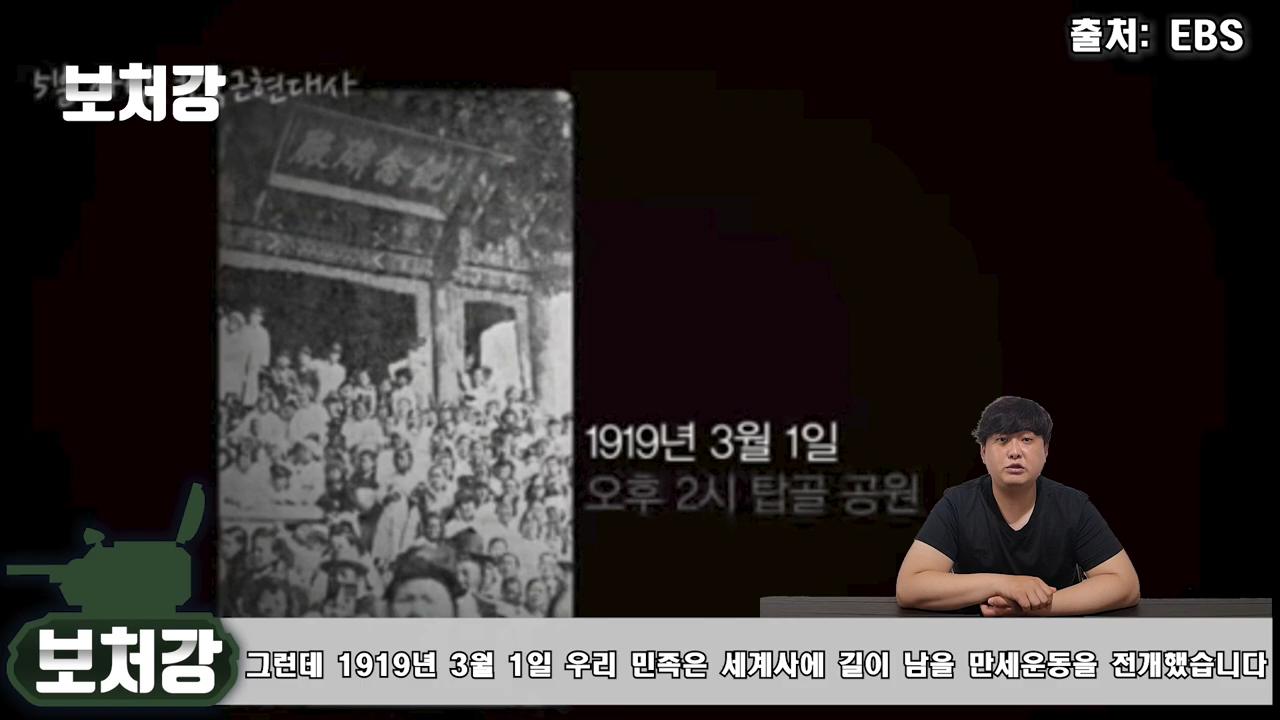 출처: EBS
보처강
근현대사
1919년 3월 1일
오후 2시 탑골 공원
보처강
그런데 1919년 3월 1일 우리 민족은 세계사에 길이 남을 만세운동을 전개했습니다